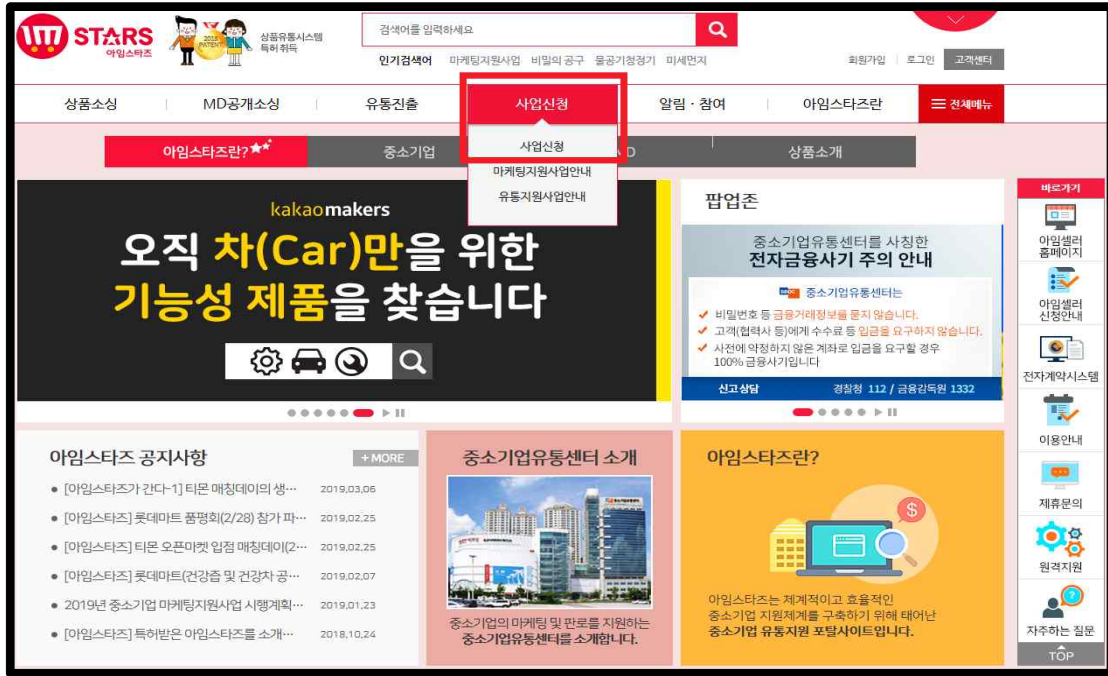 STARS
아임스타즈
2018
PATENT
상품유통시스템
특허 취득
검색어를 입력하세요
인기검색어 마케팅지원사업 비밀의 공구 물공기청정기 미세먼지
회원가입 로그인 고객센터
상품소싱 MD공개소싱 유통진출 사업신청 알림 · 참여 아임스타즈란 전체메뉴
아임스타즈란? 중소기업 D 상품소개
사업신청
마케팅지원사업안내
유통지원사업안내
kakaomakers
오직 차(Car)만을 위한
기능성 제품을 찾습니다
팝업존
중소기업유통센터를 사칭한
전자금융사기 주의 안내
중소기업유통센터는
비밀번호 등 금융거래정보를 묻지 않습니다.
고객(협력사 등)에게 수수료 등 입금을 요구하지 않습니다.
사전에 약정하지 않은 계좌로 입금을 요구할 경우
100% 금융사기입니다
신고상담 경찰청 112 / 금융감독원 1332
바로가기
아임셀러
홈페이지
아임셀러
신청안내
전자계약시스템
이용안내
제휴문의
원격지원
자주하는 질문
TOP
아임스타즈 공지사항 +MORE
[아임스타즈가 간다-1] 티몬 매칭데이의 생… 2019.03.06
[아임스타즈] 롯데마트 품평회(2/28) 참가 파… 2019.02.25
[아임스타즈] 티몬 오픈마켓 입점 매칭데이(2… 2019.02.25
[아임스타즈] 롯데마트(건강즙 및 건강차 공… 2019.02.07
2019년 중소기업 마케팅지원사업 시행계획… 2019.01.23
[아임스타즈] 특허받은 아임스타즈를 소개… 2018.10.24
중소기업유통센터 소개
중소기업의 마케팅 및 판로를 지원하는
중소기업유통센터를 소개합니다.
아임스타즈란?
아임스타즈는 체계적이고 효율적인
중소기업 지원체계를 구축하기 위해 태어난
중소기업 유통지원 포탈사이트입니다.